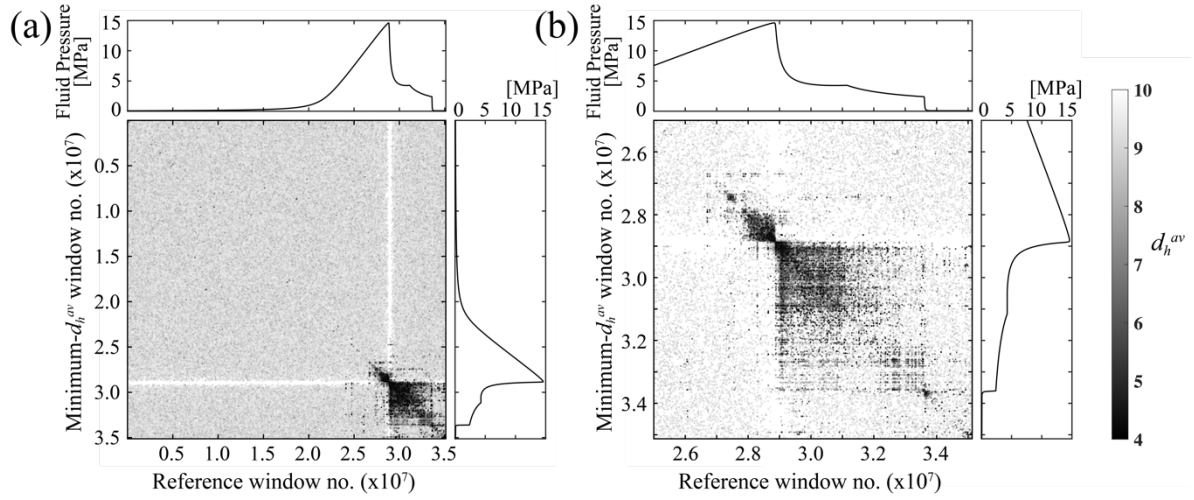 (a)
Fluid Pressure
[MPa]
15
10
5
0
[MPa]
0 5 10 15
Minimum-d_h^av window no. (x10^7)
0.5
1.0
1.5
2.0
2.5
3.0
3.5
0.5 1.0 1.5 2.0 2.5 3.0 3.5
Reference window no. (x10^7)
(b)
Fluid Pressure
[MPa]
15
10
5
0
[MPa]
0 5 10 15
Minimum-d_h^av window no. (x10^7)
2.6
2.8
3.0
3.2
3.4
2.6 2.8 3.0 3.2 3.4
Reference window no. (x10^7)
10
9
8
7
6
5
4
d_h^av